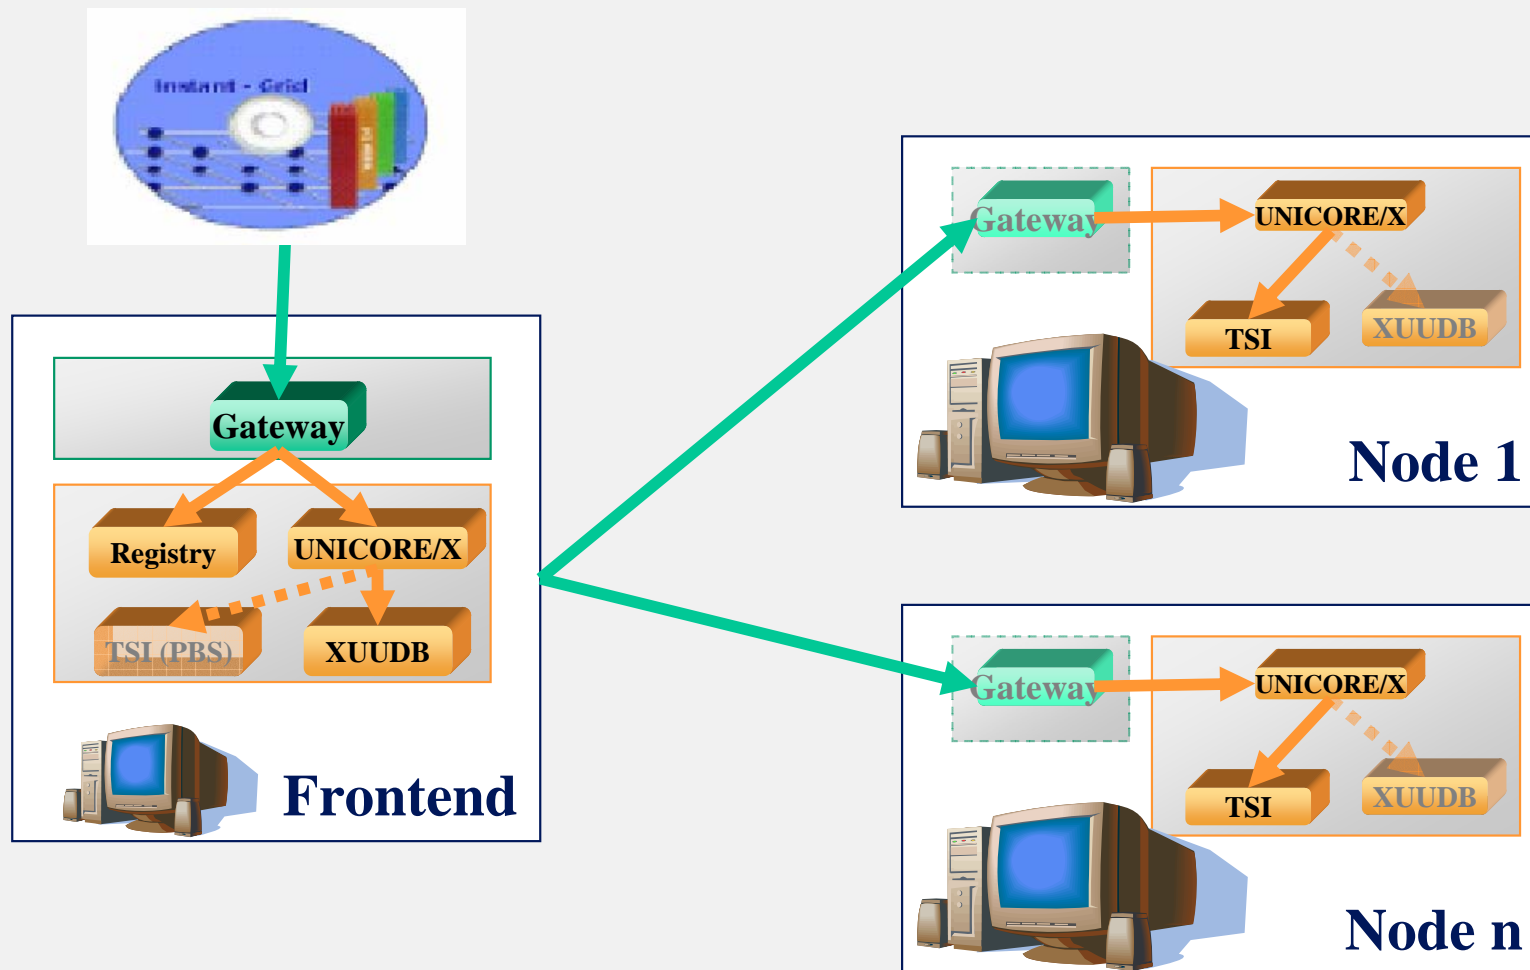 Instant - Grid
Gateway
Registry
UNICORE/X
TSI (PBS)
XUUDB
Frontend
Gateway
UNICORE/X
TSI
XUUDB
Node 1
Gateway
UNICORE/X
TSI
XUUDB
Node n